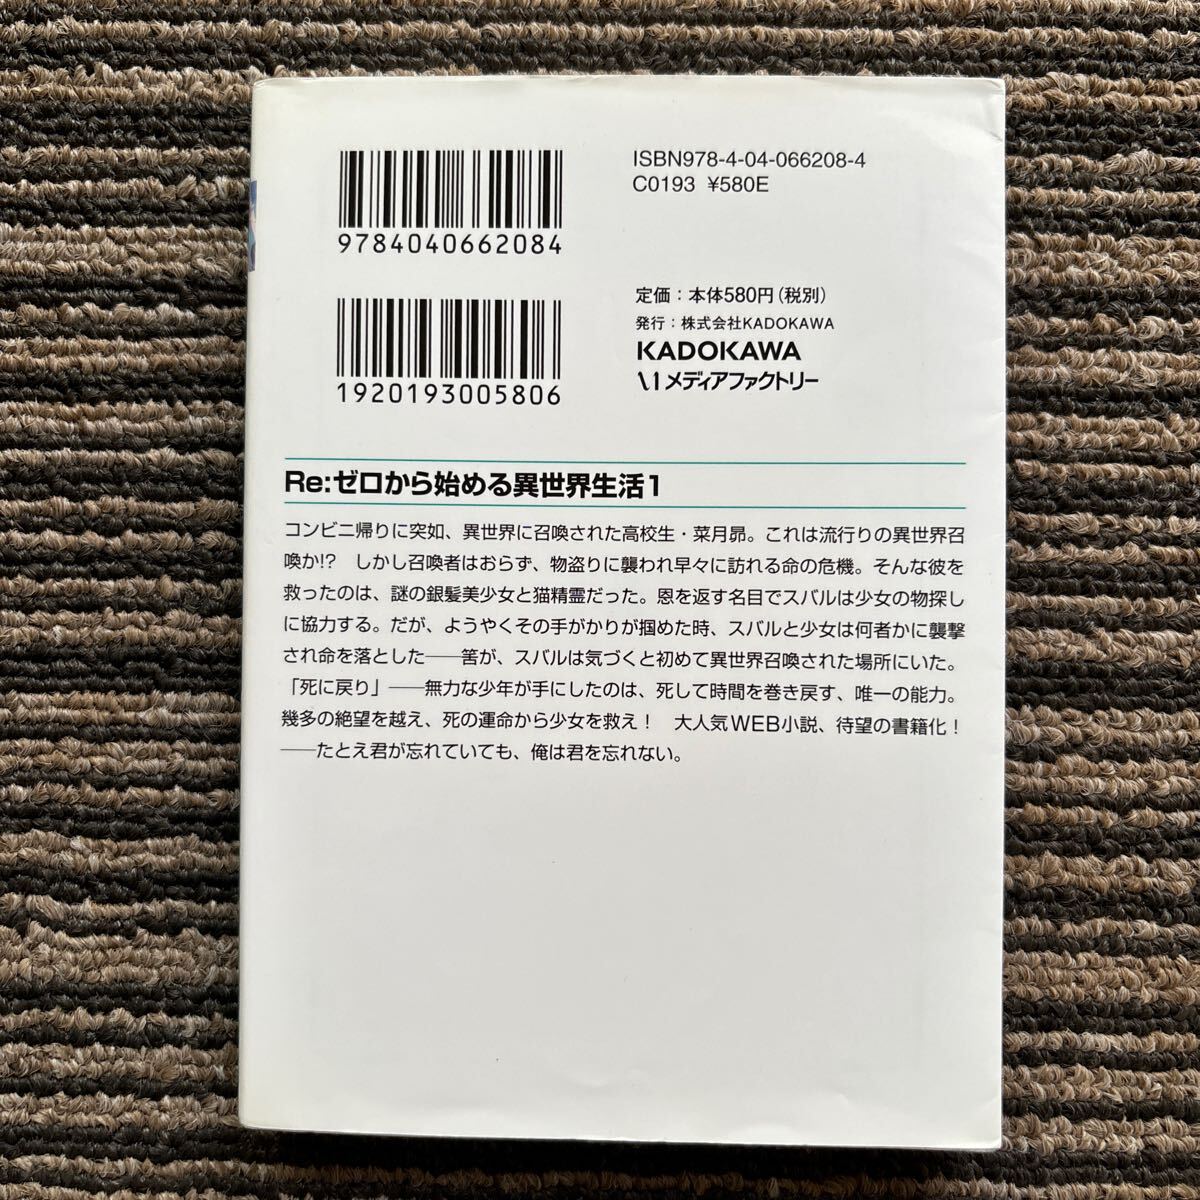 ISBN978-4-04-066208-4
C0193 ¥580E
9784040662084
定価：本体580円（税別）
発行：株式会社KADOKAWA
KADOKAWA
メディアファクトリー
1920193005806
Re:ゼロから始める異世界生活1
コンビニ帰りに突如、異世界に召喚された高校生・菜月昴。これは流行りの異世界召
喚か!?　しかし召喚者はおらず、物盗りに襲われ早々に訪れる命の危機。そんな彼を
救ったのは、謎の銀髪美少女と猫精霊だった。恩を返す名目でスバルは少女の物探し
に協力する。だが、ようやくその手がかりが掴めた時、スバルと少女は何者かに襲撃
され命を落とした――筈が、スバルは気づくと初めて異世界召喚された場所にいた。
「死に戻り」――無力な少年が手にしたのは、死して時間を巻き戻す、唯一の能力。
幾多の絶望を越え、死の運命から少女を救え！　大人気WEB小説、待望の書籍化！
――たとえ君が忘れていても、俺は君を忘れない。